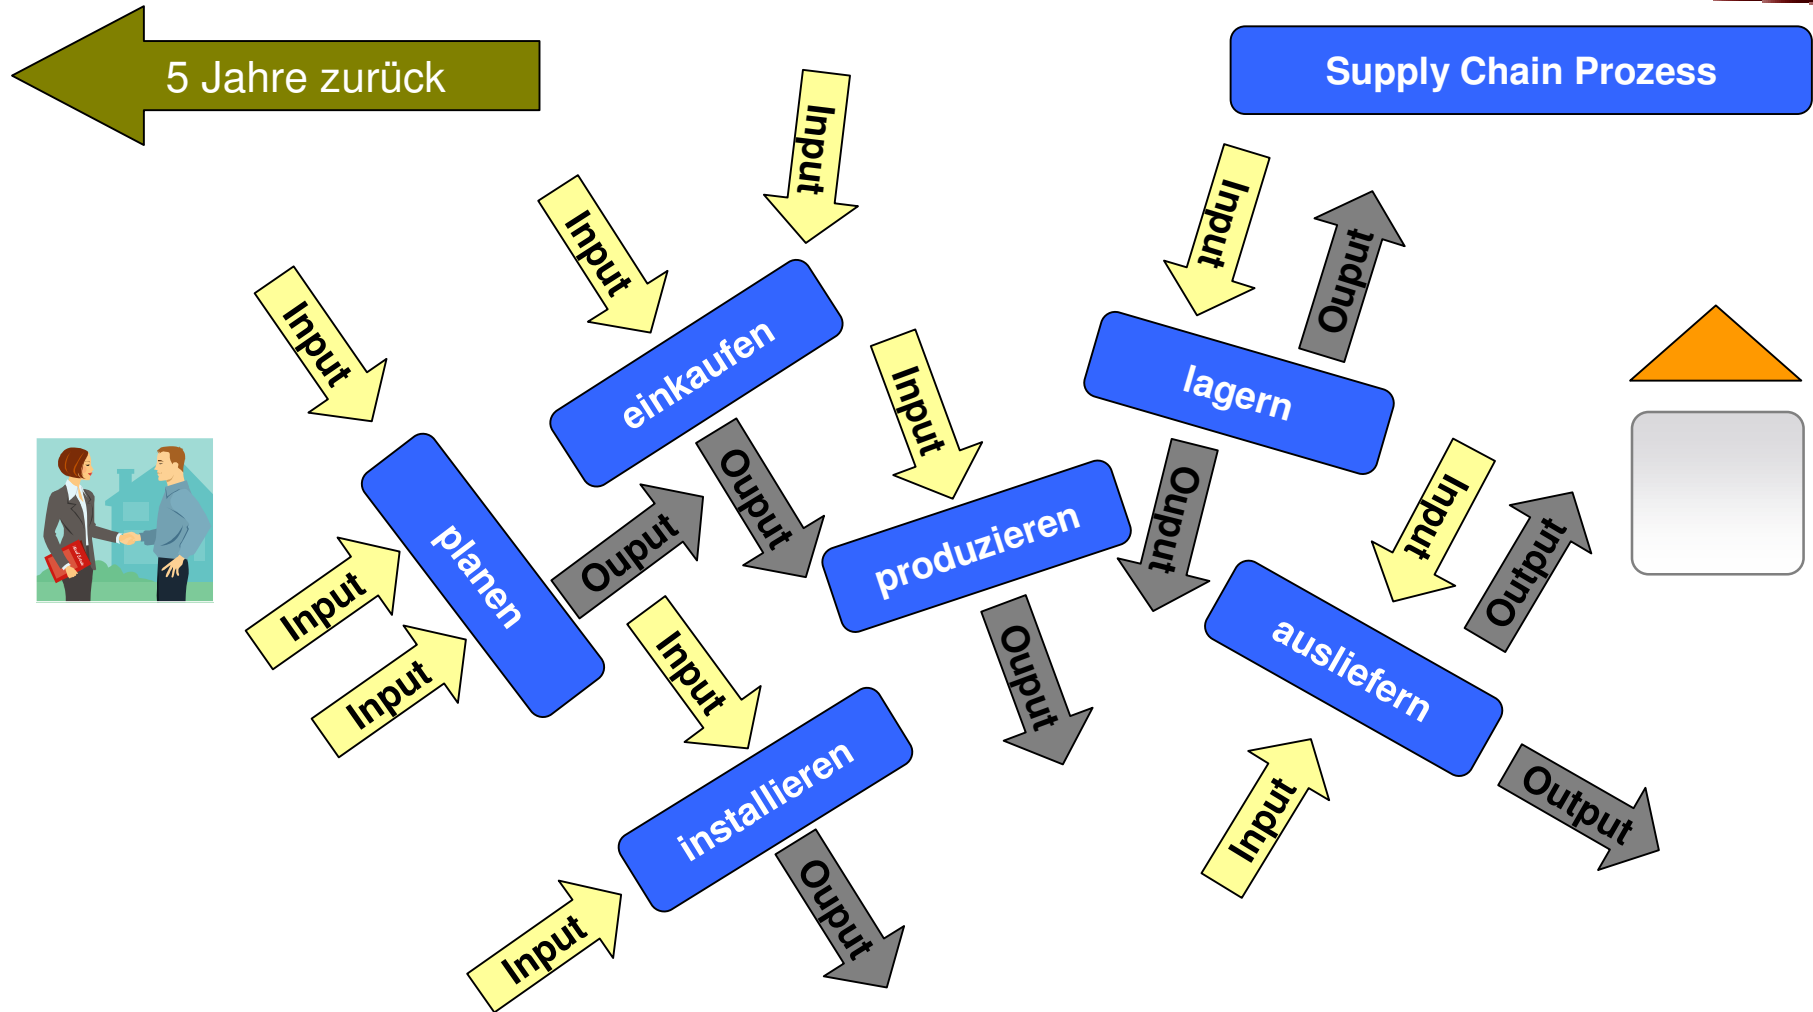 5 Jahre zurück
Supply Chain Prozess
Input
Input
Input
Ouput
Input
einkaufen
Input
lagern
Input
Ouput
Input
planen
Ouput
produzieren
Ouput
Output
Input
Input
Input
Ouput
ausliefern
installieren
Input
Output
Ouput
Input